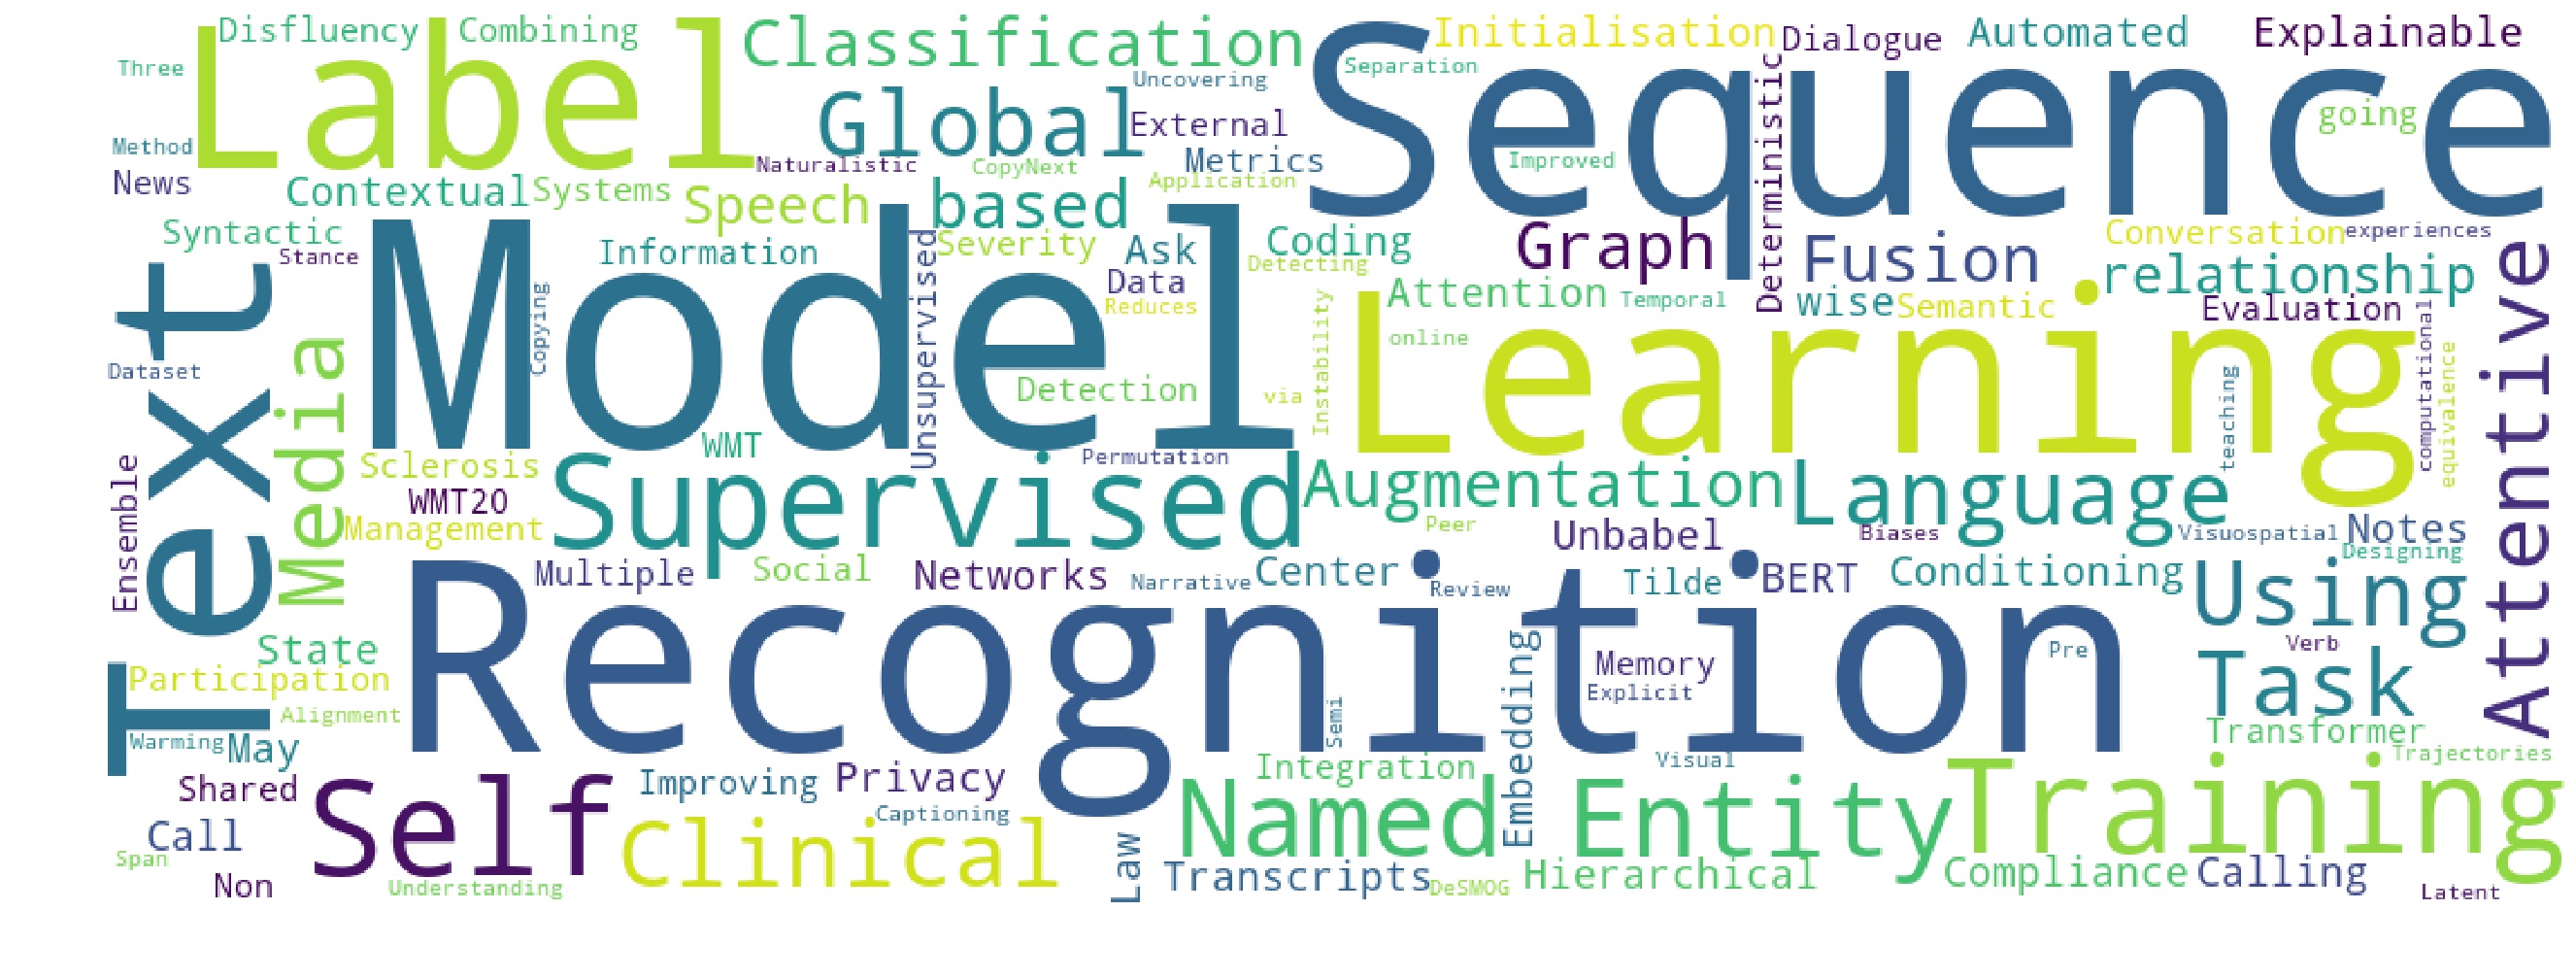 Disfluency
Combining
Classification
Initialisation
Dialogue
Automated
Explainable
Three
Label
Uncovering
Separation
Sequence
Global
External
going
Method
Naturalistic
CopyNext
Metrics
Improved
Deterministic
News
Contextual
Systems
Speech
based
Application
Syntactic
Stance
Information
Unsupervised
Severity
Ask
Coding
Graph
Fusion
Conversation
experiences
Text
Model
Data
Detecting
Attention
Temporal
wise
Semantic
relationship
Evaluation
Attentive
Media
Copying
Reduces
Instability
online
Learning
Dataset
Detection
via
teaching
computational
equivalence
WMT
Permutation
Sclerosis
Supervised
Augmentation
Language
Ensemble
WMT20
Management
Peer
Unbabel
Biases
Visuospatial
Notes
Designing
Multiple
Social
Networks
Narrative
Center
Review
Tilde
BERT
Conditioning
Using
State
Recognition
Embedding
Memory
Pre
Verb
Participation
Explicit
Task
Alignment
Semi
Transformer
Warming
May
Visual
Trajectories
Shared
Self
Improving
Privacy
Integration
Named
Entity
Training
Captioning
Call
Clinical
Law
Span
Understanding
Transcripts
DeSMOG
Hierarchical
Compliance
Calling
Non
Latent